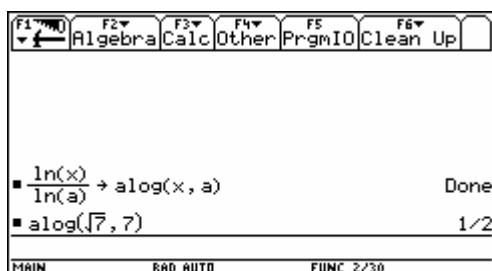 F1 F2 F3 F4 F5 F6
Algebra Calc Other PrgmIO Clean Up
ln(x)
ln(a) → alog(x, a) Done
alog(√7, 7) 1/2
MAIN RAD AUTO FUNC 2/30